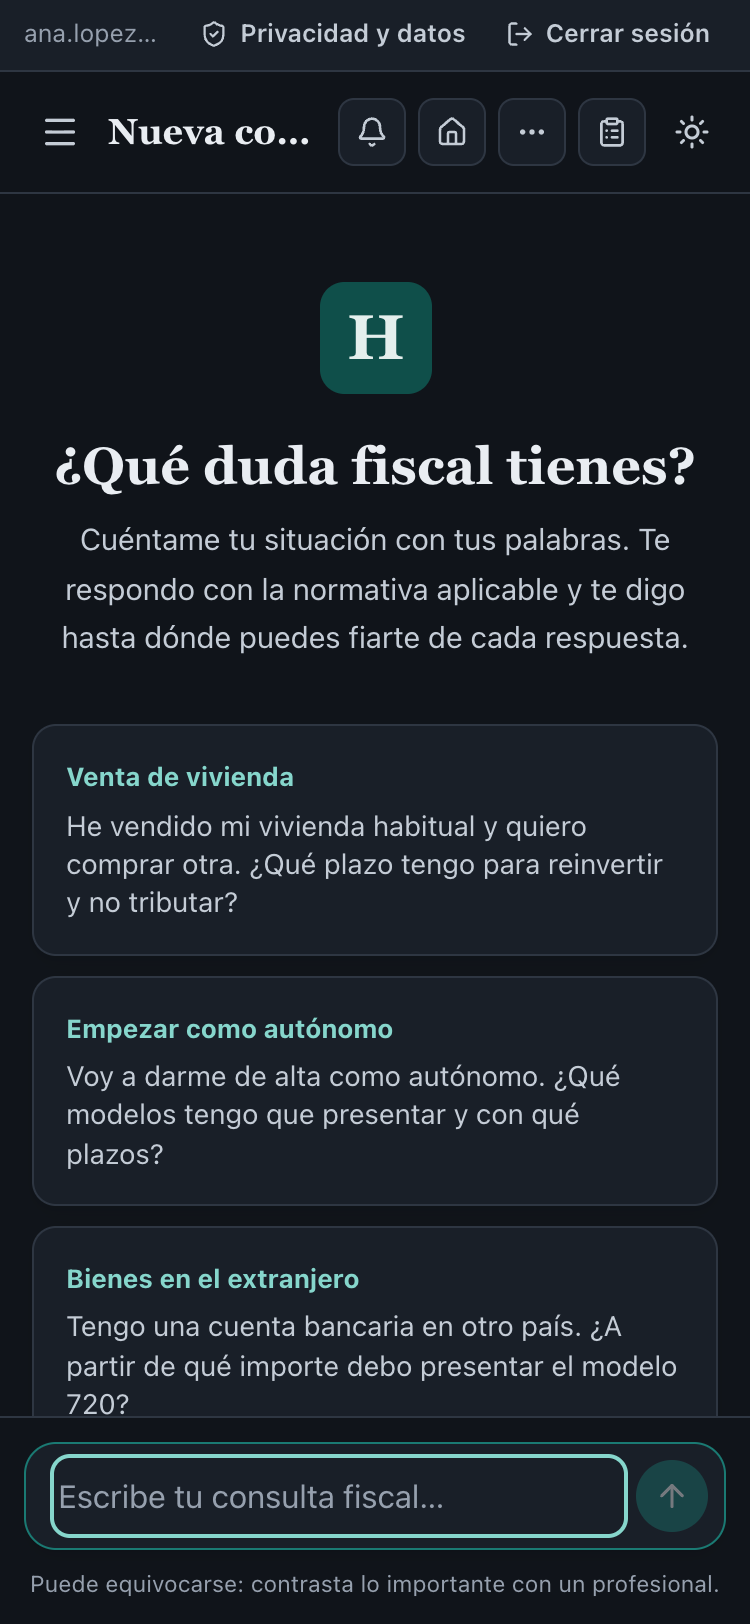 ana.lopez... Privacidad y datos Cerrar sesión
Nueva co...
H
¿Qué duda fiscal tienes?
Cuéntame tu situación con tus palabras. Te
respondo con la normativa aplicable y te digo
hasta dónde puedes fiarte de cada respuesta.
Venta de vivienda
He vendido mi vivienda habitual y quiero
comprar otra. ¿Qué plazo tengo para reinvertir
y no tributar?
Empezar como autónomo
Voy a darme de alta como autónomo. ¿Qué
modelos tengo que presentar y con qué
plazos?
Bienes en el extranjero
Tengo una cuenta bancaria en otro país. ¿A
partir de qué importe debo presentar el modelo
720?
Escribe tu consulta fiscal...
Puede equivocarse: contrasta lo importante con un profesional.